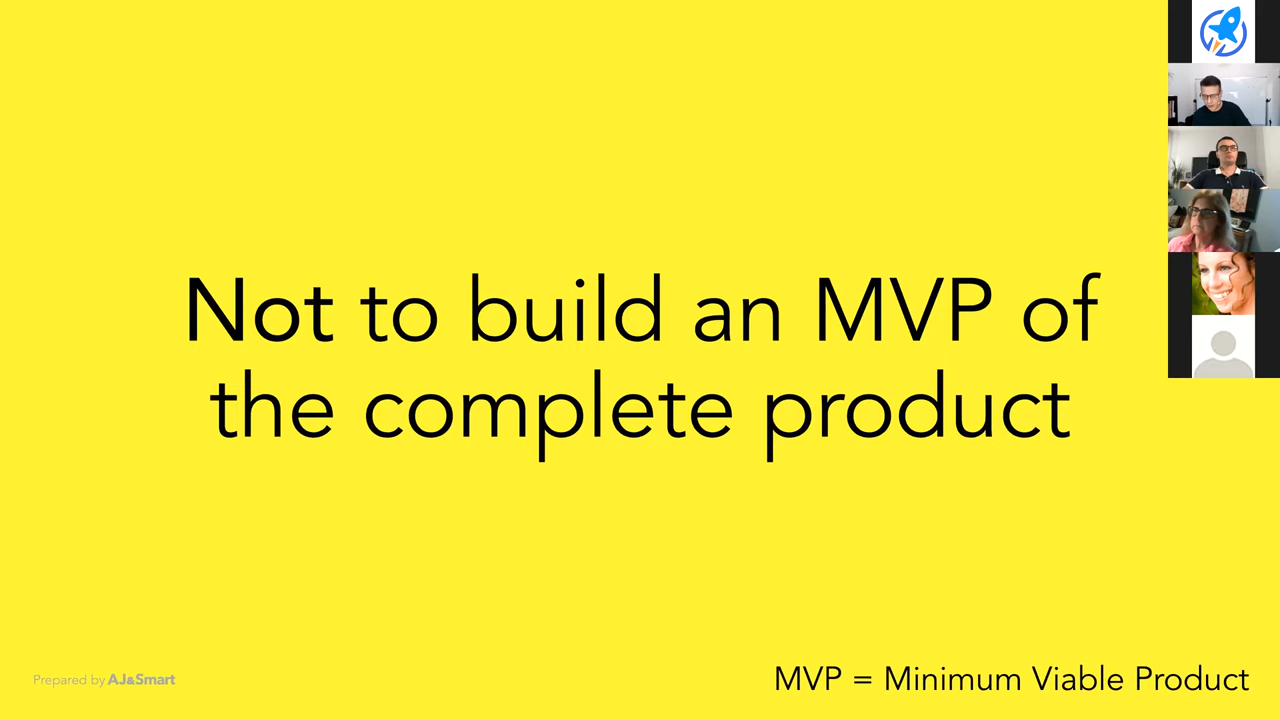 Not to build an MVP of
the complete product
Prepared by AJ&Smart
MVP = Minimum Viable Product